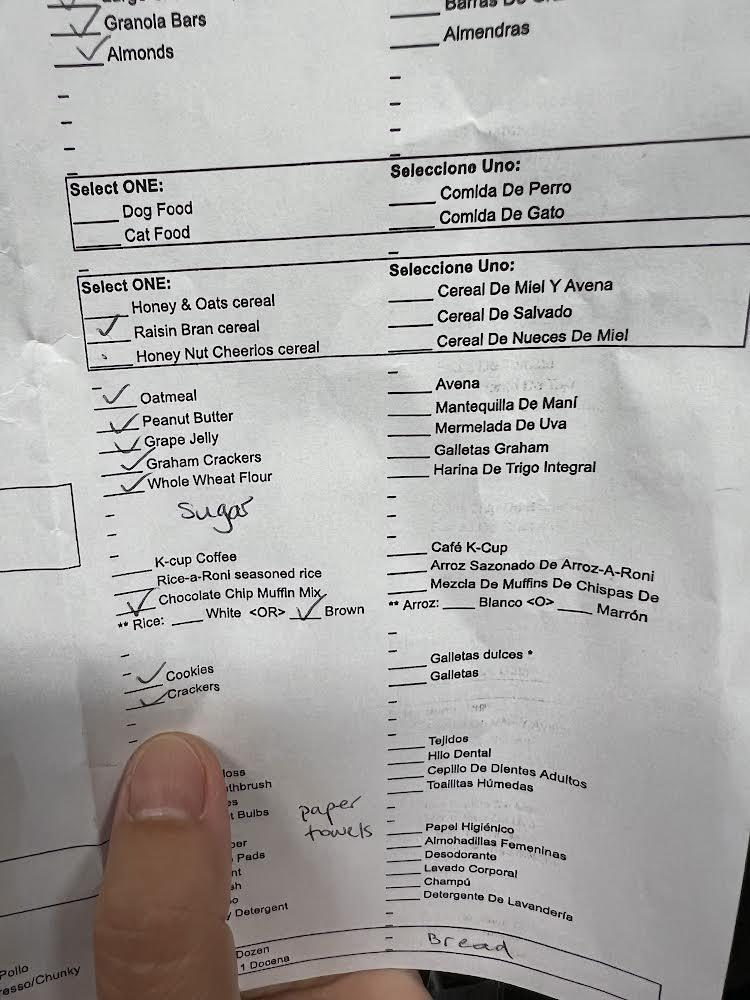 Granola Bars
Almonds
Select ONE:
Dog Food
Cat Food
Select ONE:
Honey & Oats cereal
Raisin Bran cereal
Honey Nut Cheerios cereal
Oatmeal
Peanut Butter
Grape Jelly
Graham Crackers
Whole Wheat Flour
Sugar
K-cup Coffee
Rice-a-Roni seasoned rice
Chocolate Chip Muffin Mix
** Rice: ____ White <OR> ____ Brown
Cookies
Crackers
loss
thbrush
t Bulbs
paper
towels
Pads
Detergent
Dozen
1 Docena
Pollo
resso/Chunky
Barras De
Almendras
Seleccione Uno:
Comida De Perro
Comida De Gato
Seleccione Uno:
Cereal De Miel Y Avena
Cereal De Salvado
Cereal De Nueces De Miel
Avena
Mantequilla De Maní
Mermelada De Uva
Galletas Graham
Harina De Trigo Integral
Café K-Cup
Arroz Sazonado De Arroz-A-Roni
Mezcla De Muffins De Chispas De
** Arroz: ____ Blanco <O> ____ Marrón
Galletas dulces *
Galletas
Tejidos
Hilo Dental
Cepillo De Dientes Adultos
Toallitas Húmedas
Papel Higiénico
Almohadillas Femeninas
Desodorante
Lavado Corporal
Champú
Detergente De Lavandería
Bread